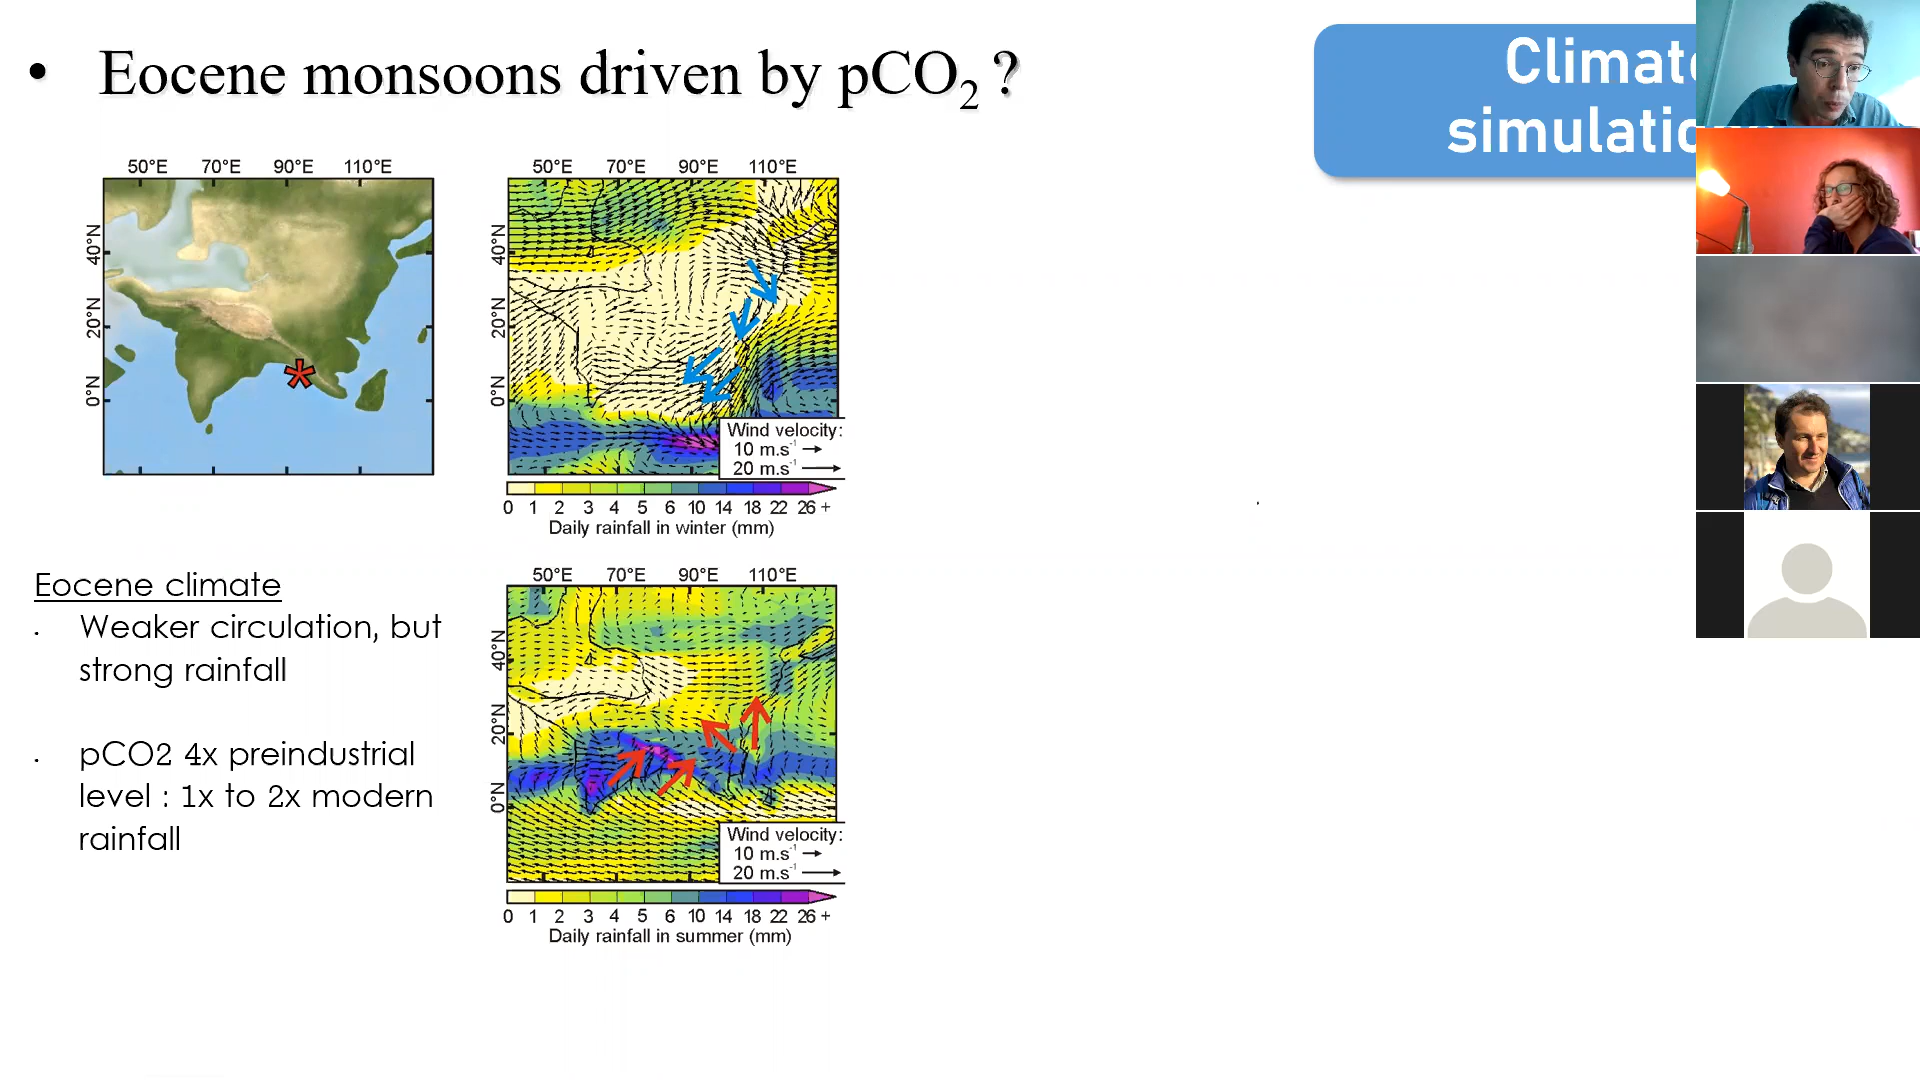 • Eocene monsoons driven by pCO₂ ?
Climat
simulatio
50°E 70°E 90°E 110°E
40°N
20°N
0°N
50°E 70°E 90°E 110°E
40°N
20°N
0°N
Wind velocity:
10 m.s⁻¹
20 m.s⁻¹
0 1 2 3 4 5 6 10 14 18 22 26 +
Daily rainfall in winter (mm)
Eocene climate
· Weaker circulation, but
strong rainfall
· pCO2 4x preindustrial
level : 1x to 2x modern
rainfall
50°E 70°E 90°E 110°E
40°N
20°N
0°N
Wind velocity:
10 m.s⁻¹
20 m.s⁻¹
0 1 2 3 4 5 6 10 14 18 22 26 +
Daily rainfall in summer (mm)